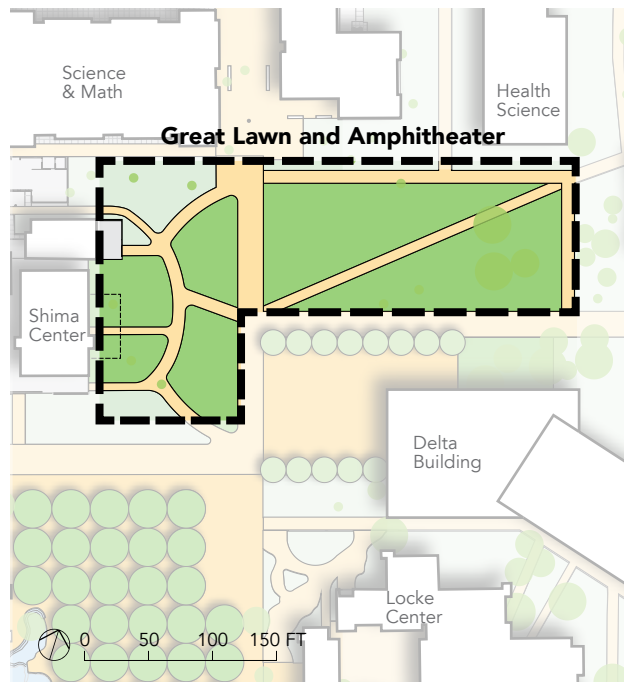 Science
& Math
Health
Science
Great Lawn and Amphitheater
Shima
Center
Delta
Building
Locke
Center
0 50 100 150 FT